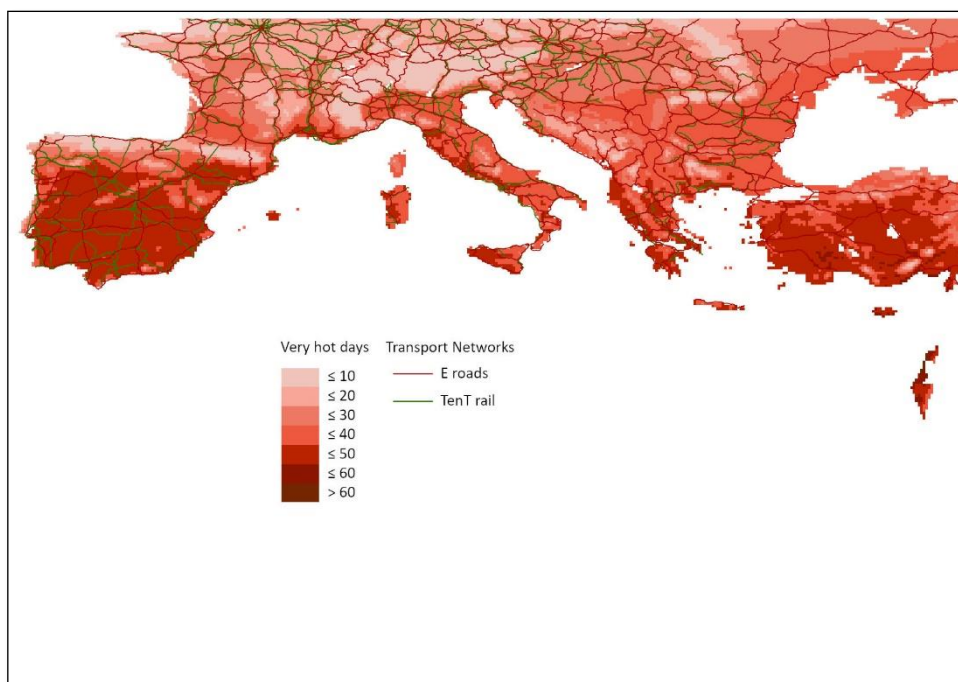 Very hot days
≤ 10
≤ 20
≤ 30
≤ 40
≤ 50
≤ 60
> 60
Transport Networks
E roads
TenT rail